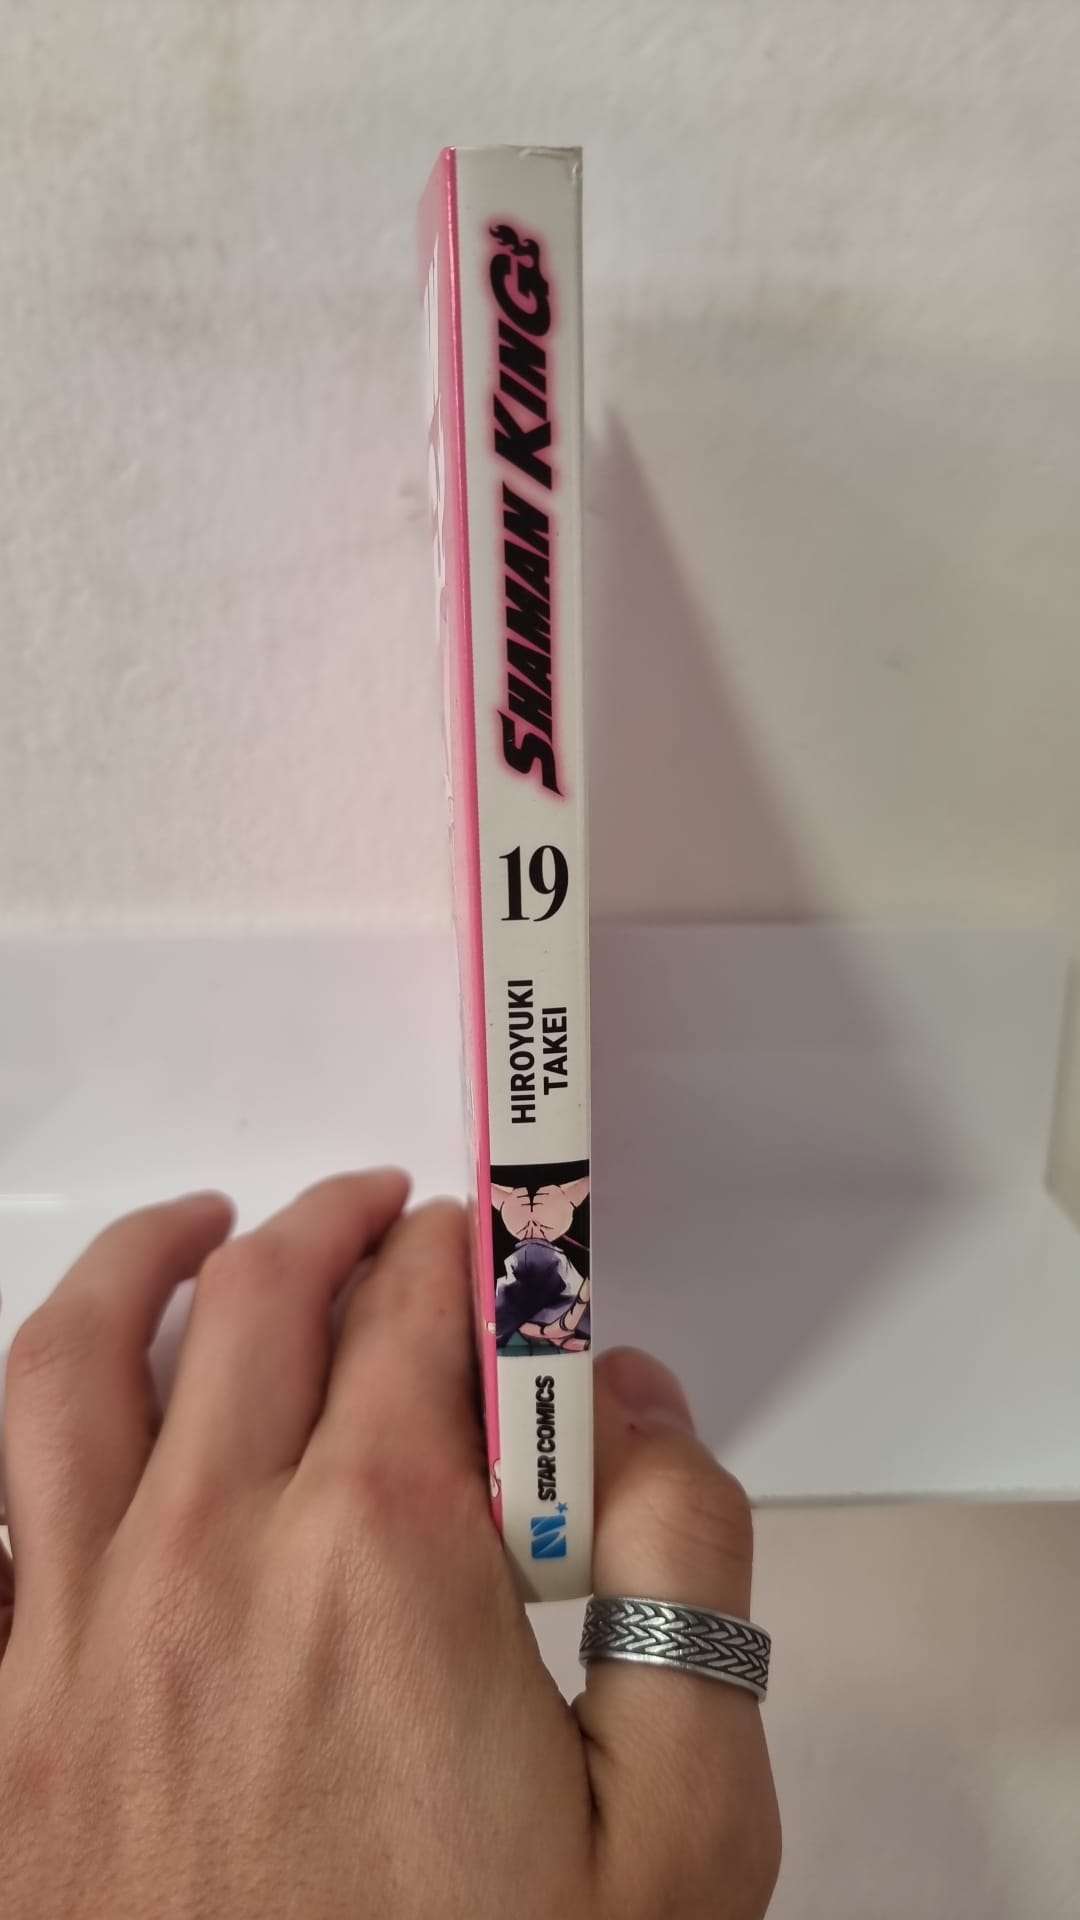 SHAMAN KING
19
HIROYUKI
TAKEI
STAR COMICS